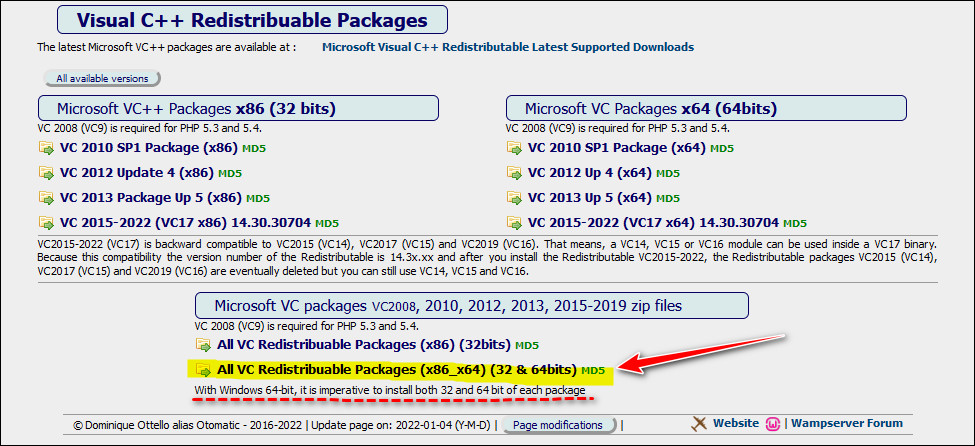 Visual C++ Redistribuable Packages
The latest Microsoft VC++ packages are available at : Microsoft Visual C++ Redistributable Latest Supported Downloads
All available versions
Microsoft VC++ Packages x86 (32 bits)
VC 2008 (VC9) is required for PHP 5.3 and 5.4.
VC 2010 SP1 Package (x86) MD5
VC 2012 Update 4 (x86) MD5
VC 2013 Package Up 5 (x86) MD5
VC 2015-2022 (VC17 x86) 14.30.30704 MD5
Microsoft VC Packages x64 (64bits)
VC 2008 (VC9) is required for PHP 5.3 and 5.4.
VC 2010 SP1 Package (x64) MD5
VC 2012 Up 4 (x64) MD5
VC 2013 Up 5 (x64) MD5
VC 2015-2022 (VC17 x64) 14.30.30704 MD5
VC2015-2022 (VC17) is backward compatible to VC2015 (VC14), VC2017 (VC15) and VC2019 (VC16). That means, a VC14, VC15 or VC16 module can be used inside a VC17 binary.
Because this compatibility the version number of the Redistributable is 14.3x.xx and after you install the Redistributable VC2015-2022, the Redistributable packages VC2015 (VC14),
VC2017 (VC15) and VC2019 (VC16) are eventually deleted but you can still use VC14, VC15 and VC16.
Microsoft VC packages VC2008, 2010, 2012, 2013, 2015-2019 zip files
VC 2008 (VC9) is required for PHP 5.3 and 5.4.
All VC Redistribuable Packages (x86) (32bits) MD5
All VC Redistribuable Packages (x86_x64) (32 & 64bits) MD5
With Windows 64-bit, it is imperative to install both 32 and 64 bit of each package
© Dominique Ottello alias Otomatic - 2016-2022 | Update page on: 2022-01-04 (Y-M-D) | Page modifications | Website | Wampserver Forum